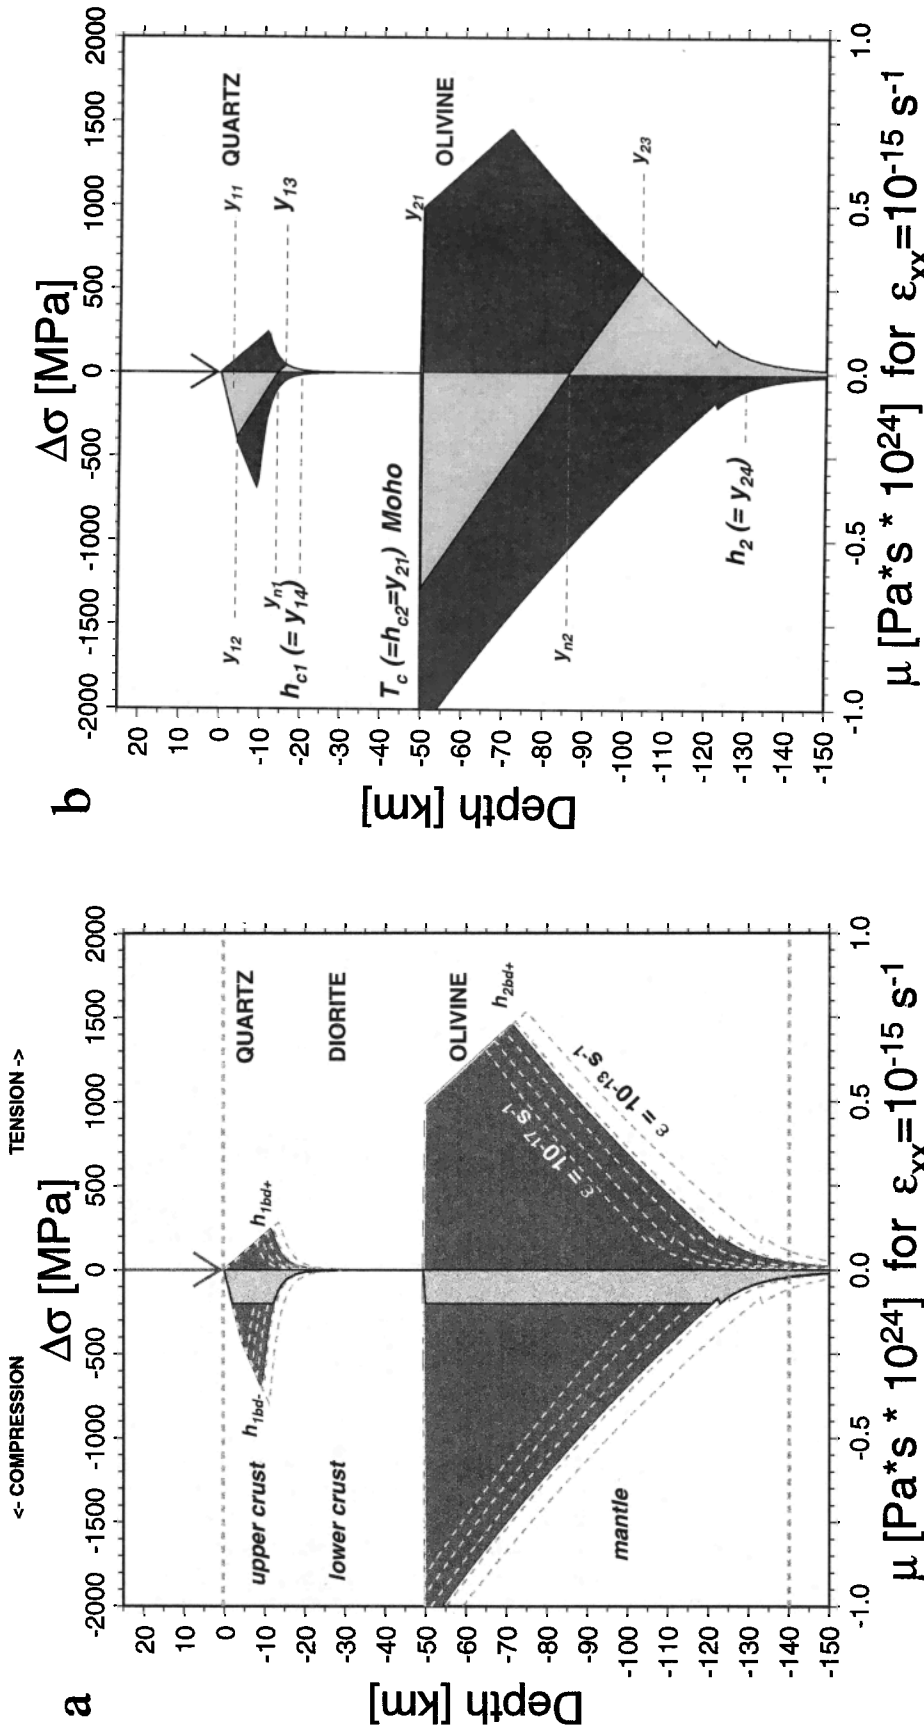 a
<- COMPRESSION TENSION ->
Δσ [MPa]
-2000 -1500 -1000 -500 0 500 1000 1500 2000
20
10
0
-10
-20
-30
-40
-50
-60
-70
-80
-90
-100
-110
-120
-130
-140
-150
Depth [km]
upper crust
h1bd-
h1bd+
QUARTZ
lower crust
DIORITE
OLIVINE
h2bd+
ε = 10-17 s-1
ε = 10-13 s-1
mantle
-1.0 -0.5 0.0 0.5 1.0
μ [Pa*s * 10²⁴] for εxx=10-15 s-1
b
Δσ [MPa]
-2000 -1500 -1000 -500 0 500 1000 1500 2000
20
10
0
-10
-20
-30
-40
-50
-60
-70
-80
-90
-100
-110
-120
-130
-140
-150
Depth [km]
y12
y11
QUARTZ
yn1
y13
hc1 (= y14)
Tc (=hc2=y21) Moho
y21
OLIVINE
yn2
y23
h2 (= y24)
-1.0 -0.5 0.0 0.5 1.0
μ [Pa*s * 10²⁴] for εxx=10-15 s-1